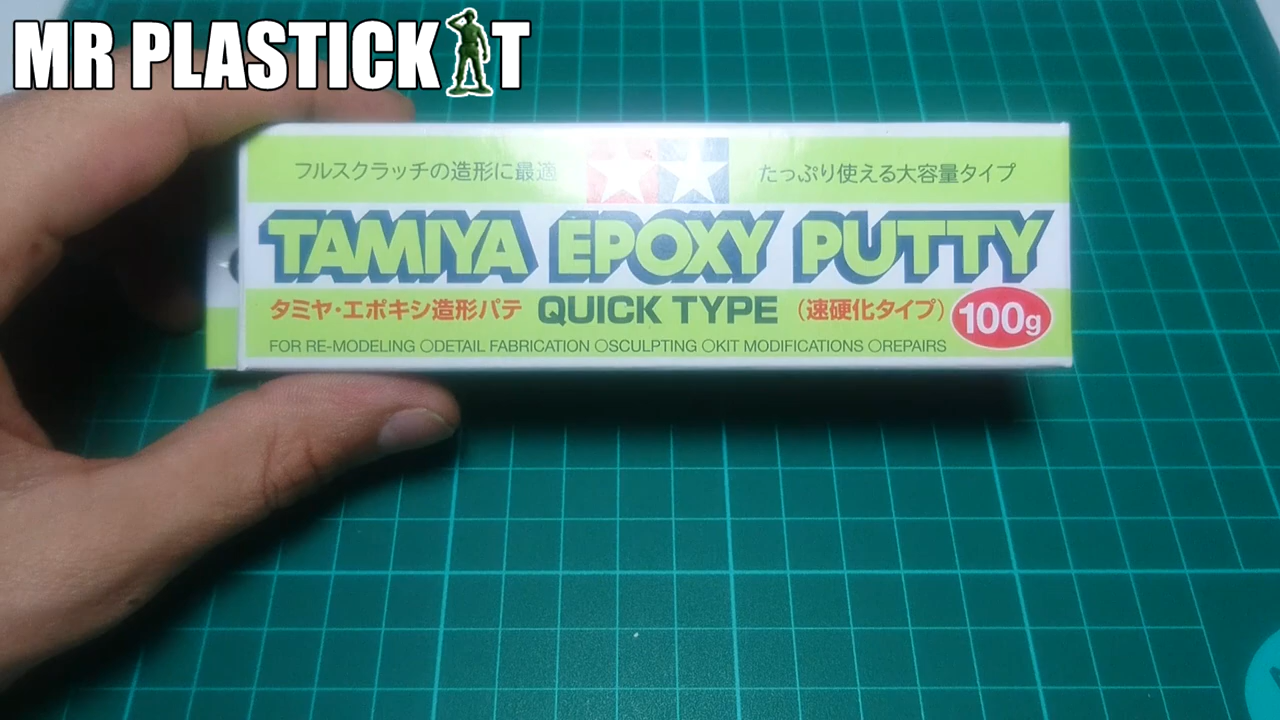 MR PLASTICK T
フルスクラッチの造形に最適
たっぷり使える大容量タイプ
TAMIYA EPOXY PUTTY
タミヤ・エポキシ造形パテ QUICK TYPE (速硬化タイプ) 100g
FOR RE-MODELING ○DETAIL FABRICATION ○SCULPTING ○KIT MODIFICATIONS ○REPAIRS